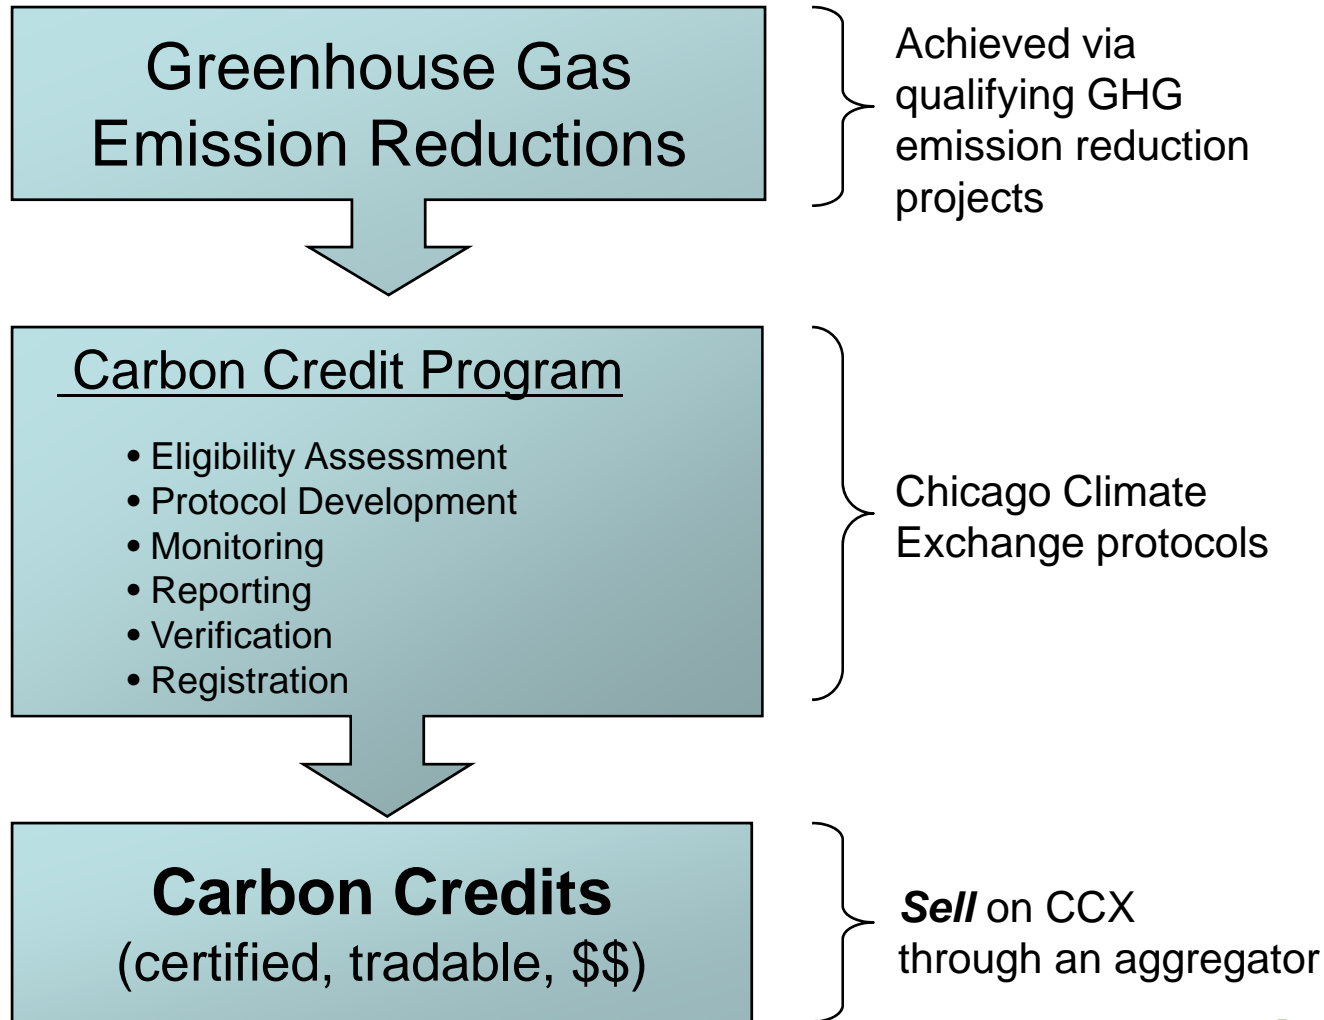 Greenhouse Gas
Emission Reductions
Achieved via
qualifying GHG
emission reduction
projects
Carbon Credit Program
• Eligibility Assessment
• Protocol Development
• Monitoring
• Reporting
• Verification
• Registration
Chicago Climate
Exchange protocols
Carbon Credits
(certified, tradable, $$)
Sell on CCX
through an aggregator